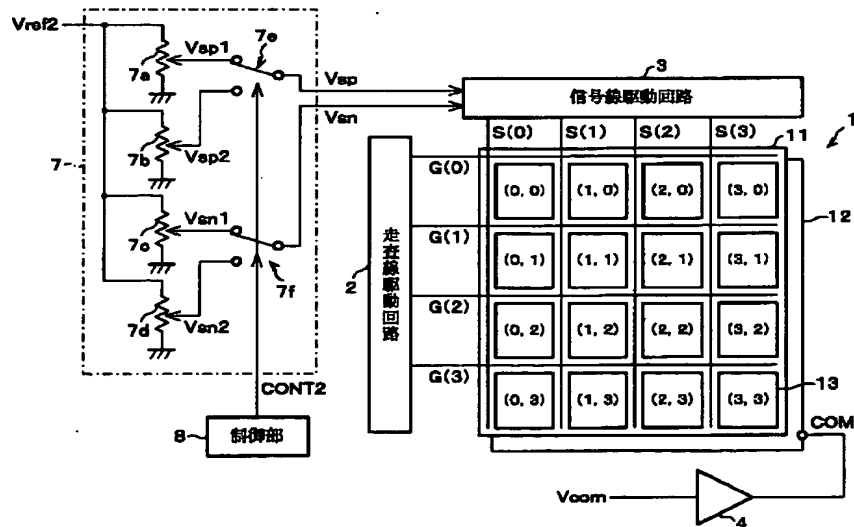 Vref2
7a
Vsp1
7e
Vsp
7b
Vsp2
7
Vsn
7c
Vsn1
7f
7d
Vsn2
CONT2
8
制御部
3
信号線駆動回路
S(0) S(1) S(2) S(3)
11
1
12
2
走査線駆動回路
G(0)
(0, 0) (1, 0) (2, 0) (3, 0)
G(1)
(0, 1) (1, 1) (2, 1) (3, 1)
G(2)
(0, 2) (1, 2) (2, 2) (3, 2)
G(3)
(0, 3) (1, 3) (2, 3) (3, 3)
13
COM
Vcom
4